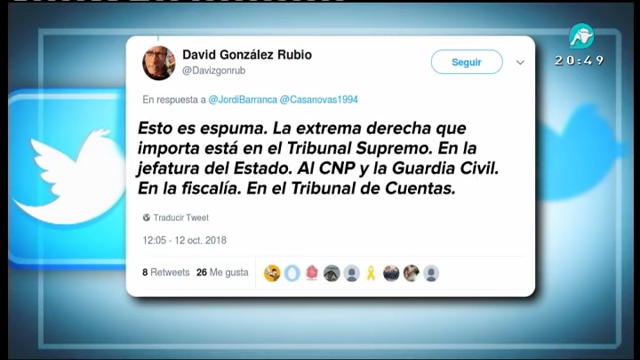 20:49
David González Rubio
@Davizgonrub
Seguir
En respuesta a @JordiBarranca @Casanovas1994
Esto es espuma. La extrema derecha que
importa está en el Tribunal Supremo. En la
jefatura del Estado. Al CNP y la Guardia Civil.
En la fiscalía. En el Tribunal de Cuentas.
Traducir Tweet
12:05 - 12 oct. 2018
8 Retweets 26 Me gusta